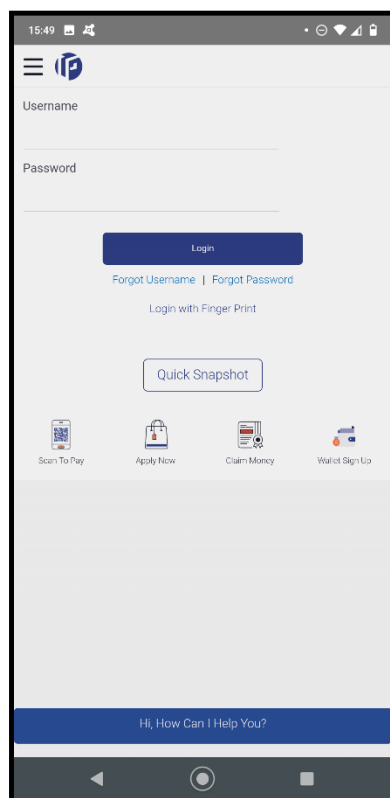 15:49
Username
Password
Login
Forgot Username | Forgot Password
Login with Finger Print
Quick Snapshot
Scan To Pay Apply Now Claim Money Wallet Sign Up
Hi, How Can I Help You?